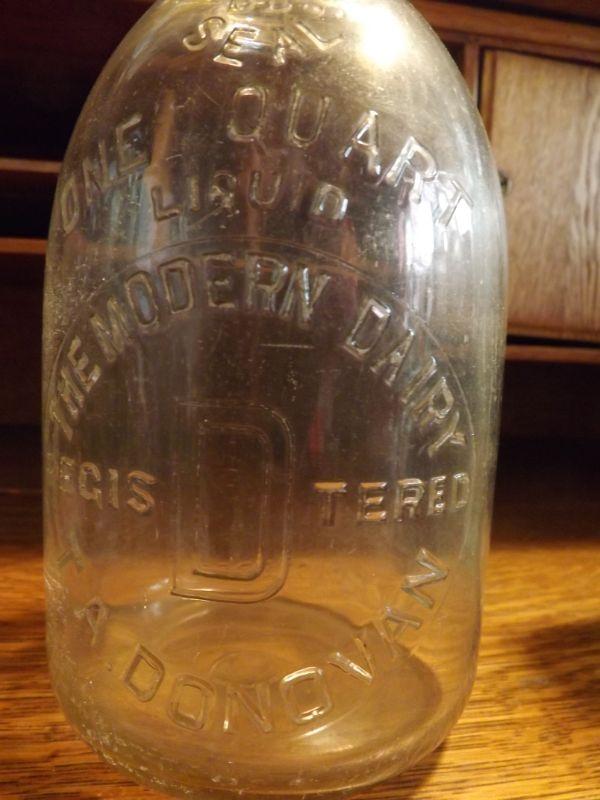 SEAL
ONE QUART
LIQUID
THE MODERN DAIRY
D
EGIS TERED
T. A. DONOVAN